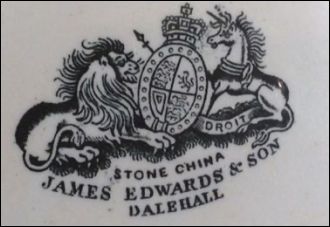 DROIT
STONE CHINA
JAMES EDWARDS & SON
DALEHALL